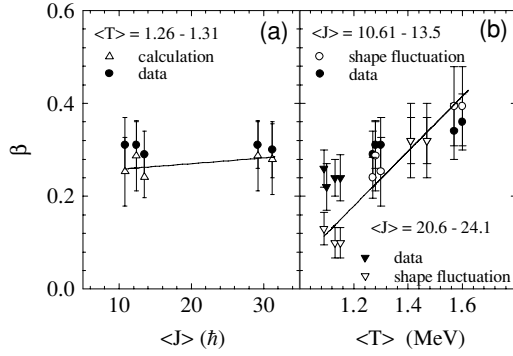 (a)
<T> = 1.26 - 1.31
calculation
data
(b)
<J> = 10.61 - 13.5
shape fluctuation
data
<J> = 20.6 - 24.1
data
shape fluctuation
0.6
0.4
0.2
0.0
β
10 20 30
<J> (ℏ)
1.2 1.4 1.6
<T> (MeV)